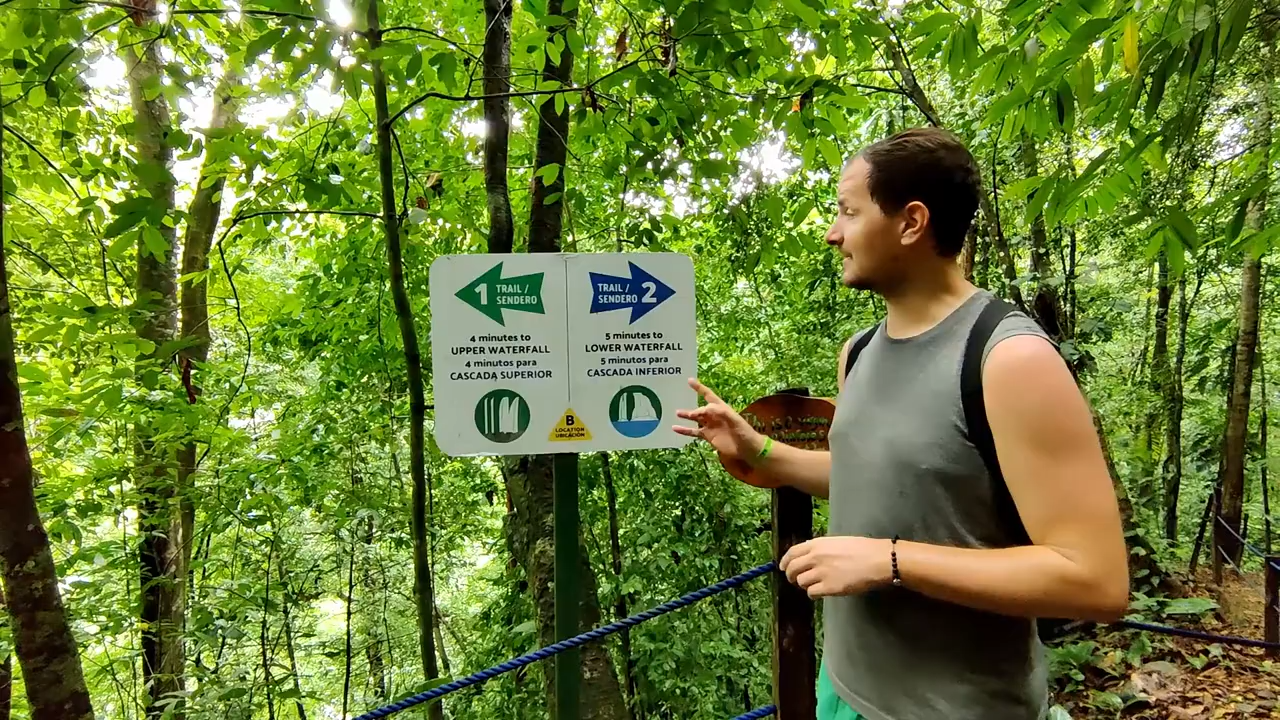 1 TRAIL /
SENDERO
4 minutes to
UPPER WATERFALL
4 minutos para
CASCADA SUPERIOR
TRAIL /
SENDERO 2
5 minutes to
LOWER WATERFALL
5 minutos para
CASCADA INFERIOR
B
LOCATION
UBICACIÓN